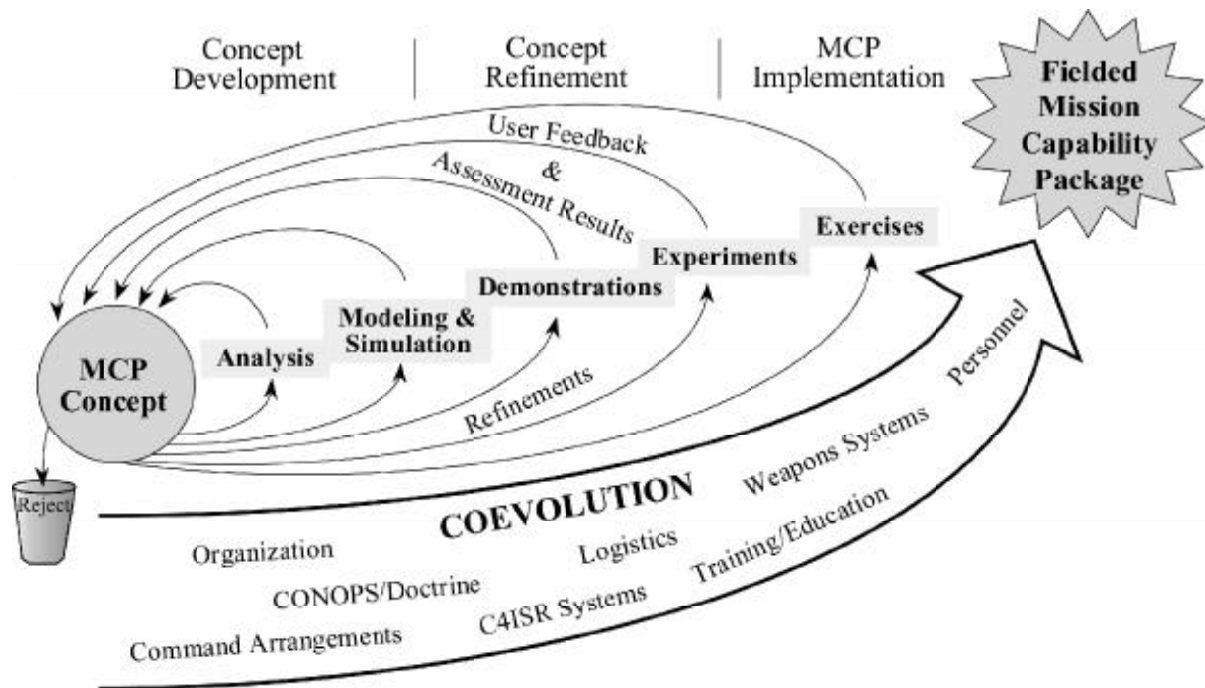 Concept
Development
Concept
Refinement
MCP
Implementation
Fielded
Mission
Capability
Package
User Feedback
&
Assessment Results
Exercises
Experiments
Demonstrations
Modeling &
Simulation
Analysis
MCP
Concept
Refinements
Reject
COEVOLUTION
Personnel
Weapons Systems
Organization
Logistics
Training/Education
CONOPS/Doctrine
C4ISR Systems
Command Arrangements